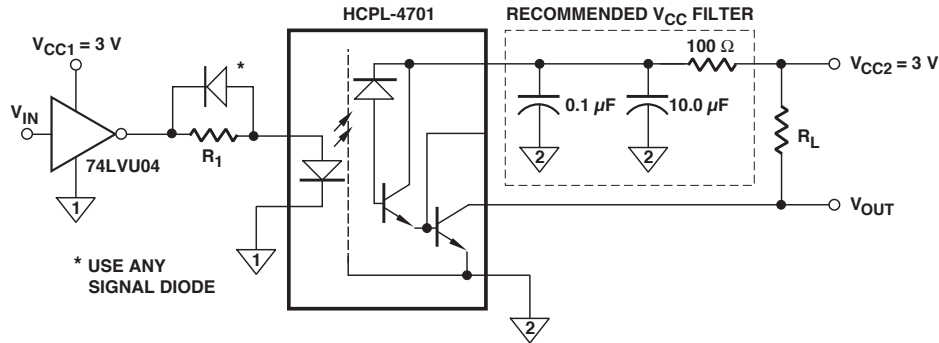 HCPL-4701
RECOMMENDED VCC FILTER
VCC1 = 3 V
*
100 Ω
VCC2 = 3 V
VIN
0.1 µF
10.0 µF
R1
RL
74LVU04
2
2
1
VOUT
1
* USE ANY
SIGNAL DIODE
2